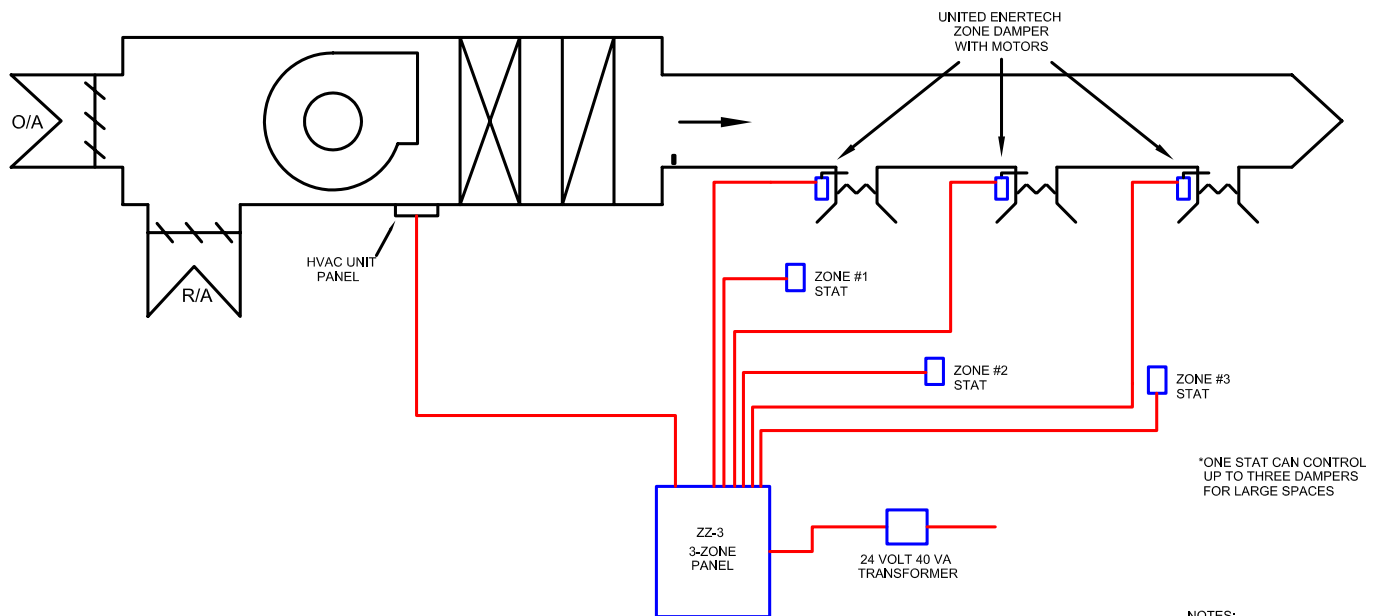 UNITED ENERTECH
ZONE DAMPER
WITH MOTORS
O/A
HVAC UNIT
PANEL
R/A
ZONE #1
STAT
ZONE #2
STAT
ZONE #3
STAT
*ONE STAT CAN CONTROL
UP TO THREE DAMPERS
FOR LARGE SPACES
ZZ-3
3-ZONE
PANEL
24 VOLT 40 VA
TRANSFORMER
NOTES: